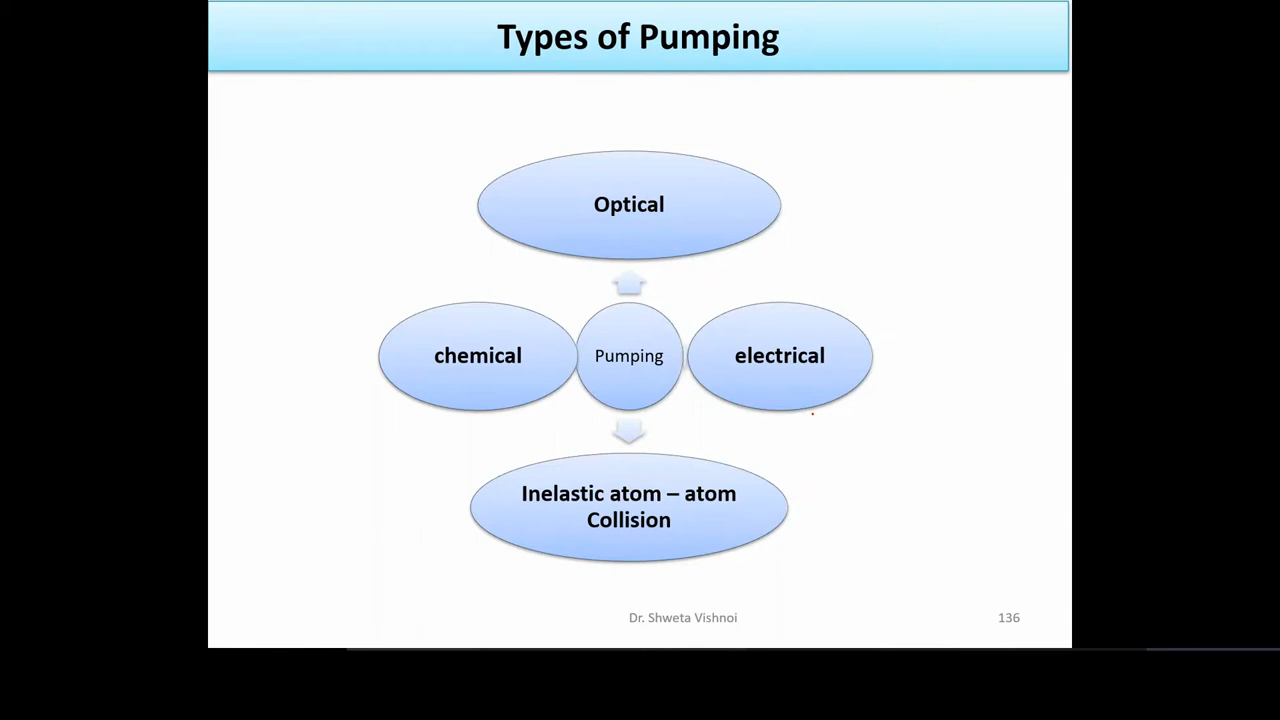 Types of Pumping
Optical
chemical
Pumping
electrical
Inelastic atom – atom
Collision
Dr. Shweta Vishnoi
136